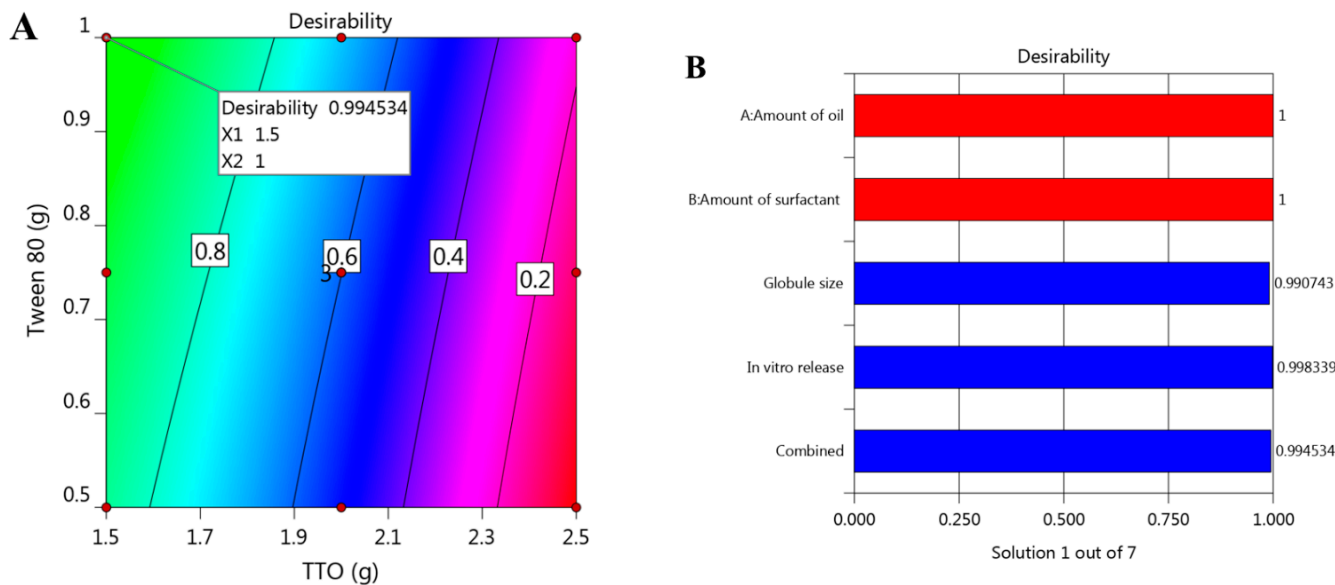 A
Desirability
1
0.9
0.8
0.7
0.6
0.5
Tween 80 (g)
Desirability 0.994534
X1 1.5
X2 1
0.8
0.6
3
0.4
0.2
1.5
1.7
1.9
2.1
2.3
2.5
TTO (g)
B
Desirability
A:Amount of oil
1
B:Amount of surfactant
1
Globule size
0.990743
In vitro release
0.998339
Combined
0.994534
0.000
0.250
0.500
0.750
1.000
Solution 1 out of 7